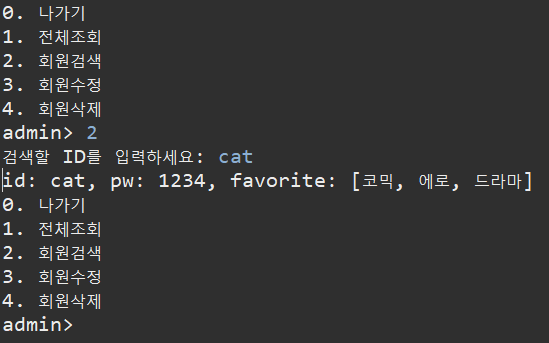 0. 나가기
1. 전체조회
2. 회원검색
3. 회원수정
4. 회원삭제
admin> 2
검색할 ID를 입력하세요: cat
id: cat, pw: 1234, favorite: [코믹, 에로, 드라마]
0. 나가기
1. 전체조회
2. 회원검색
3. 회원수정
4. 회원삭제
admin>